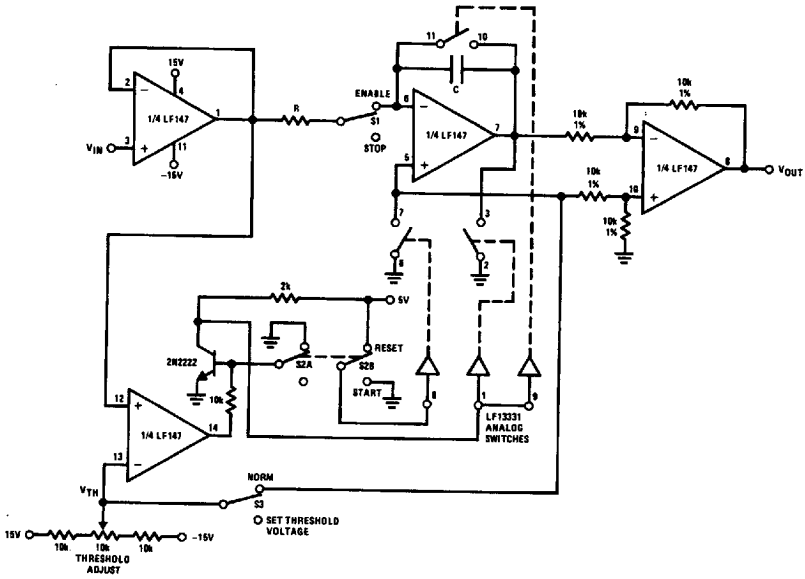 15V
2
4
1/4 LF147
1
VIN
3
11
-15V
R
ENABLE
S1
STOP
11
10
C
6
1/4 LF147
7
5
10k
1%
10k
1%
9
1/4 LF147
8
VOUT
10k
1%
10
10k
1%
7
6
3
2
2k
5V
2N2222
S2A
S2B
RESET
START
10k
8
1
9
LF13331
ANALOG
SWITCHES
12
1/4 LF147
14
13
VTH
NORM
S3
SET THRESHOLD
VOLTAGE
15V
10k
10k
10k
-15V
THRESHOLD
ADJUST